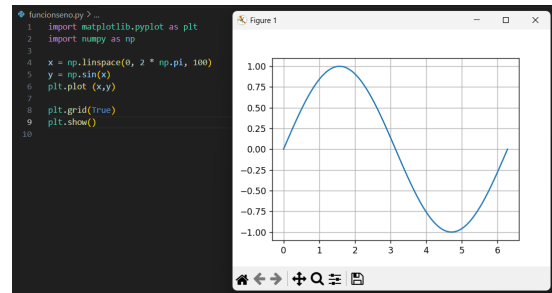 funcionseno.py > ...
1 import matplotlib.pyplot as plt
2 import numpy as np
3
4 x = np.linspace(0, 2 * np.pi, 100)
5 y = np.sin(x)
6 plt.plot (x,y)
7
8 plt.grid(True)
9 plt.show()
10
Figure 1
1.00
0.75
0.50
0.25
0.00
−0.25
−0.50
−0.75
−1.00
0 1 2 3 4 5 6